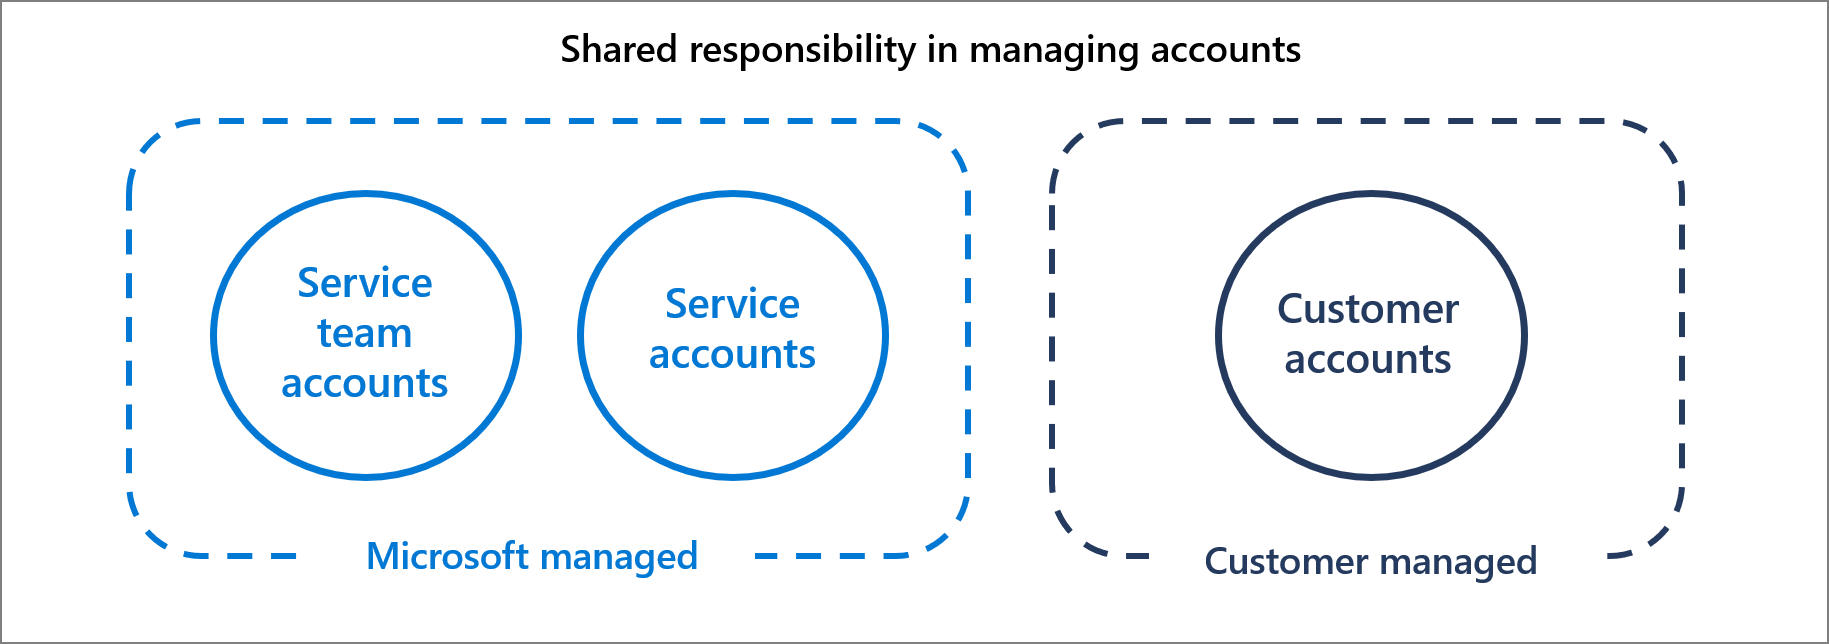 Shared responsibility in managing accounts
Service
team
accounts
Service
accounts
Microsoft managed
Customer
accounts
Customer managed